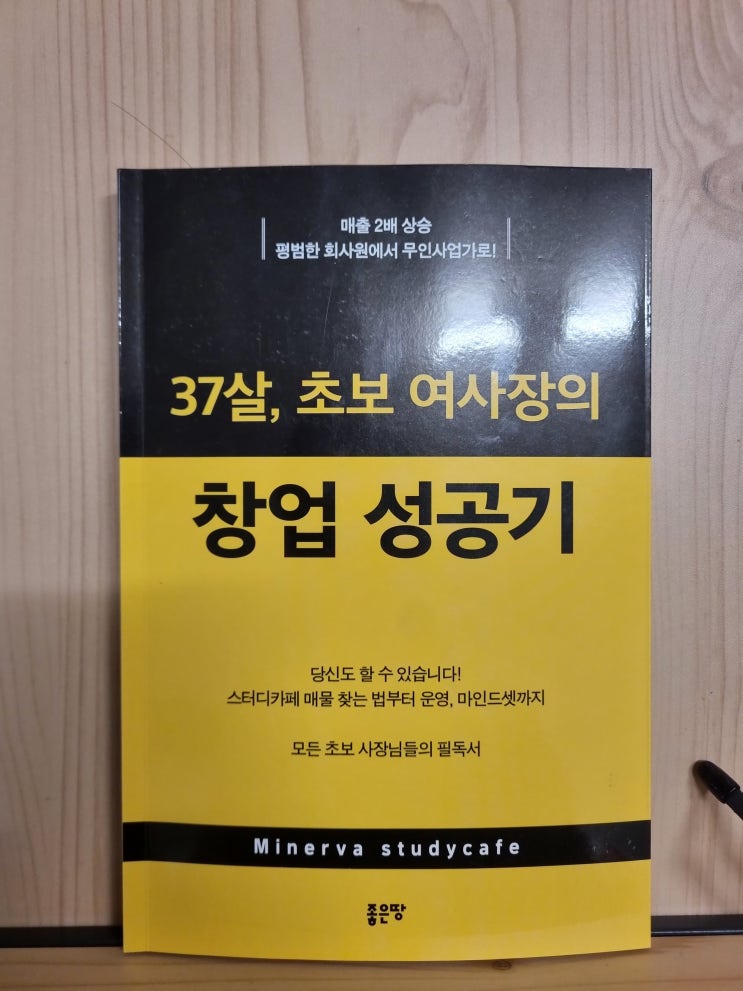 매출 2배 상승
평범한 회사원에서 무인사업가로!
37살, 초보 여사장의
창업 성공기
당신도 할 수 있습니다!
스터디카페 매물 찾는 법부터 운영, 마인드셋까지
모든 초보 사장님들의 필독서
Minerva studycafe
좋은땅